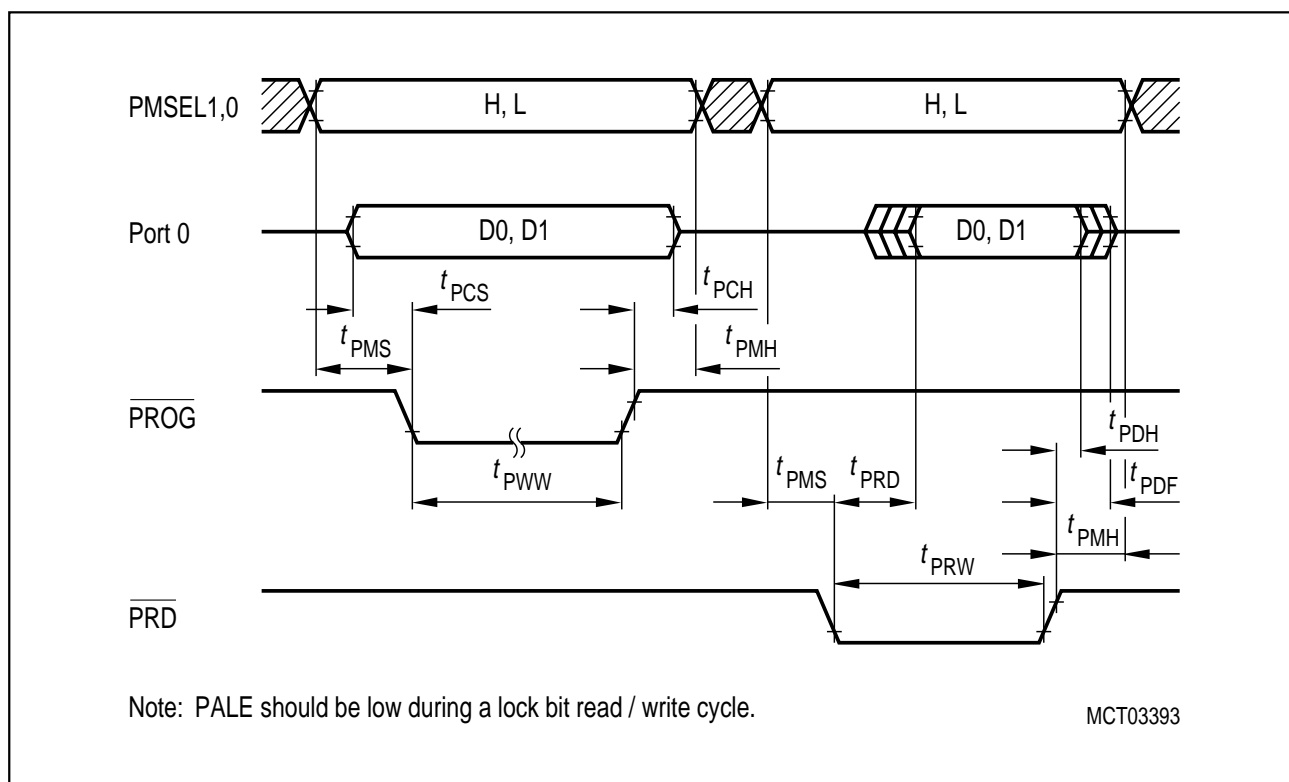 PMSEL1,0
H, L
H, L
Port 0
D0, D1
D0, D1
tPCS
tPCH
tPMS
tPMH
PROG
tPDH
tPWW
tPMS
tPRD
tPDF
tPMH
tPRW
PRD
Note: PALE should be low during a lock bit read / write cycle.
MCT03393